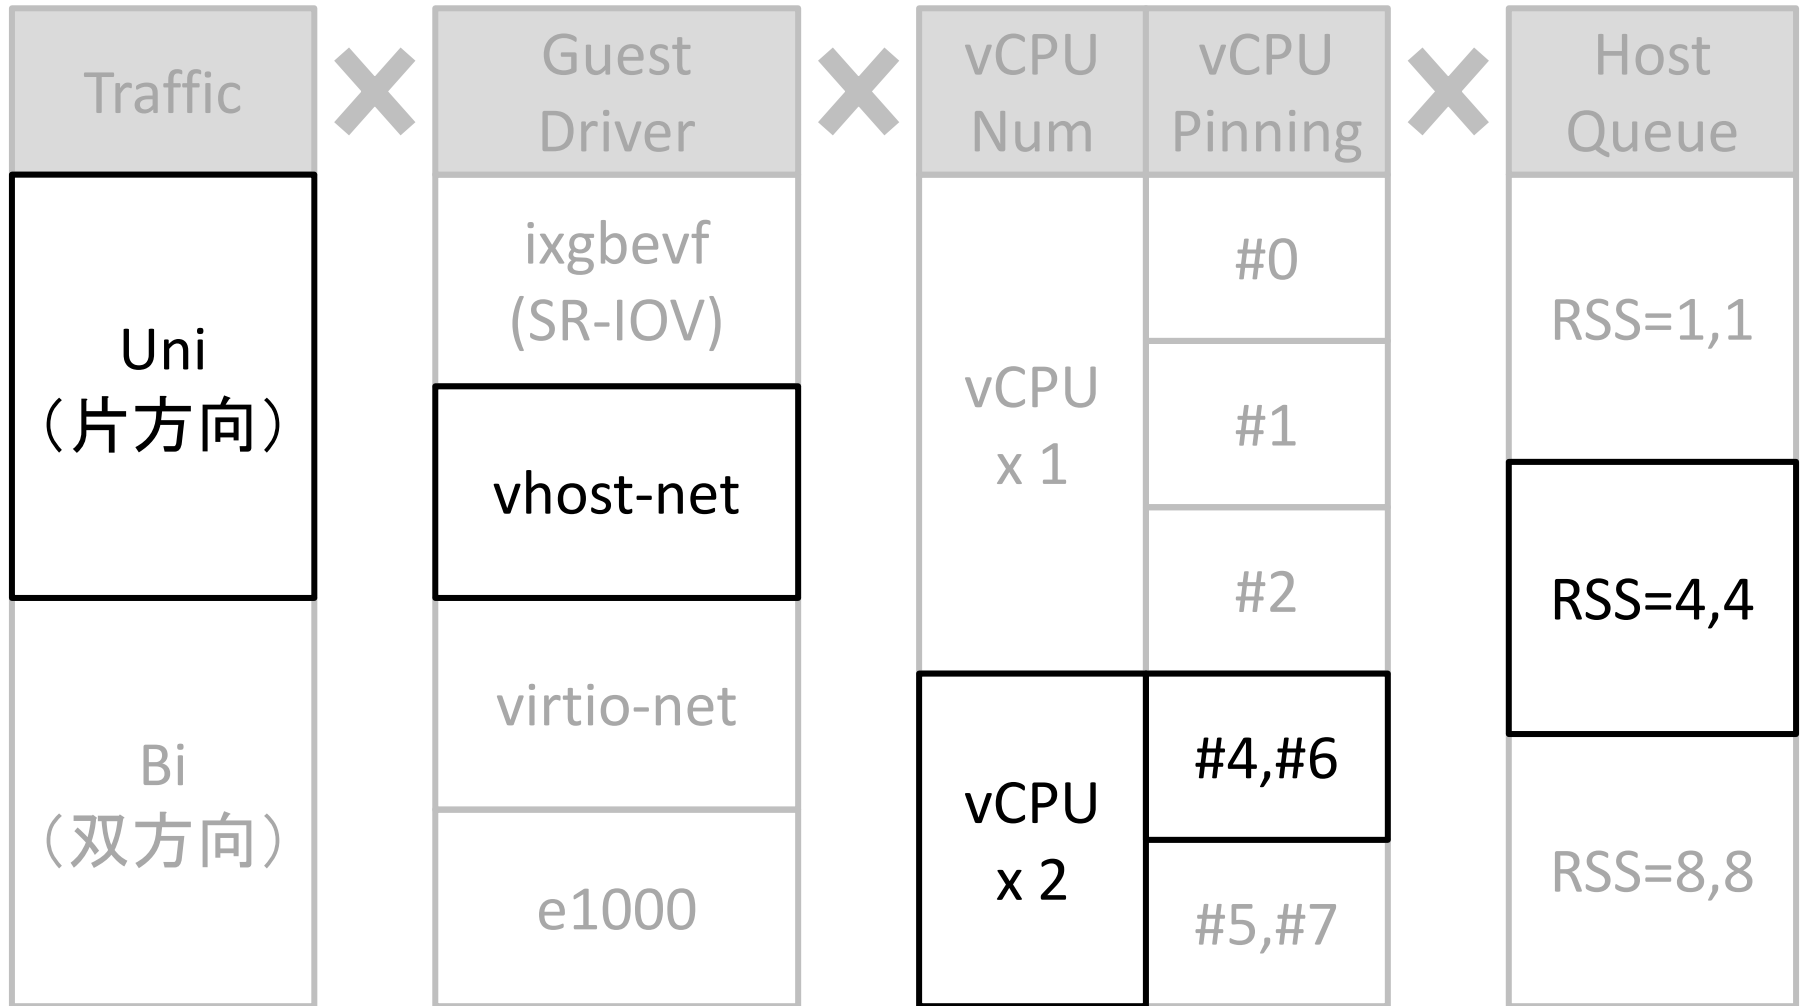 Traffic
Uni
（片方向）
Bi
（双方向）
×
Guest
Driver
ixgbevf
(SR-IOV)
vhost-net
virtio-net
e1000
×
vCPU
Num
vCPU
Pinning
vCPU
x 1
#0
#1
#2
vCPU
x 2
#4,#6
#5,#7
×
Host
Queue
RSS=1,1
RSS=4,4
RSS=8,8